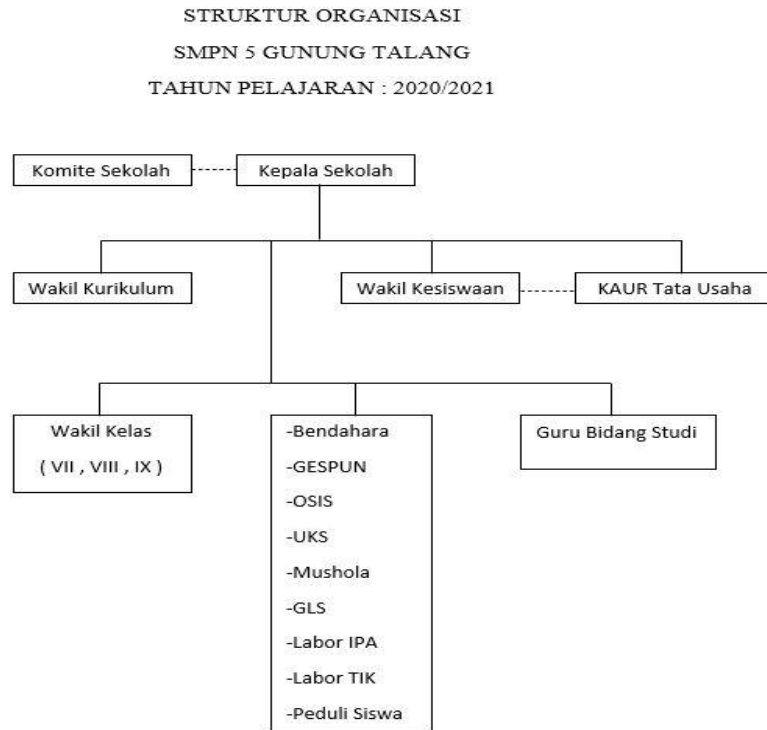 STRUKTUR ORGANISASI
SMPN 5 GUNUNG TALANG
TAHUN PELAJARAN : 2020/2021
Komite Sekolah
Kepala Sekolah
Wakil Kurikulum
Wakil Kesiswaan
KAUR Tata Usaha
Wakil Kelas
( VII , VIII , IX )
-Bendahara
-GESPUN
-OSIS
-UKS
-Mushola
-GLS
-Labor IPA
-Labor TIK
-Peduli Siswa
Guru Bidang Studi